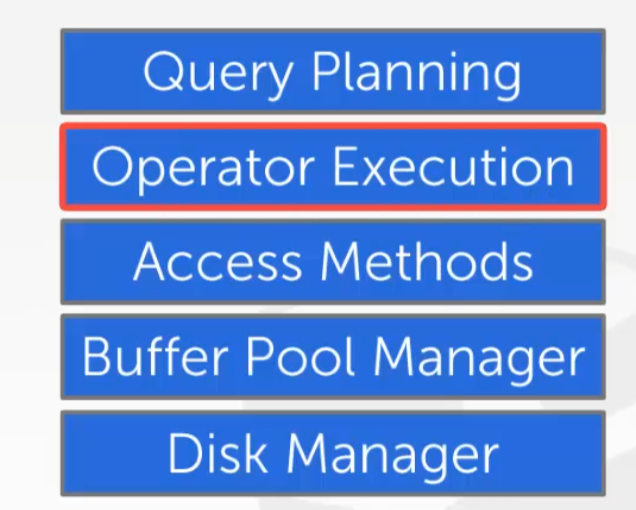 Query Planning
Operator Execution
Access Methods
Buffer Pool Manager
Disk Manager